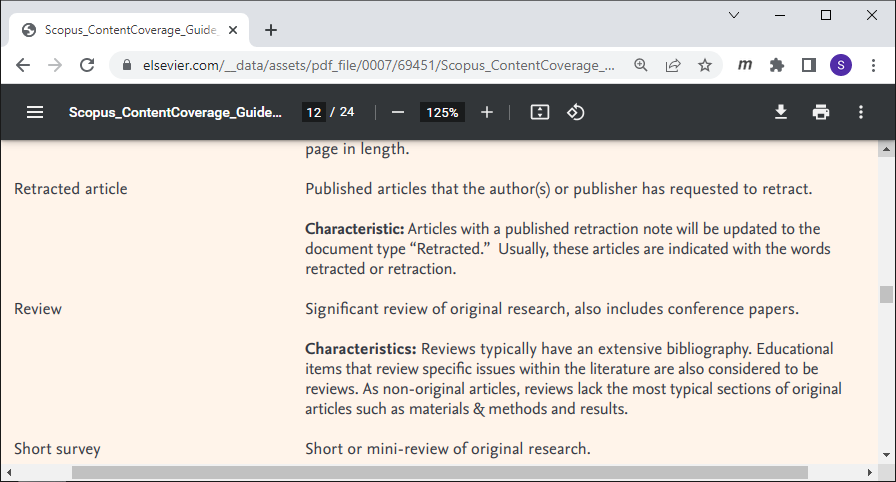 Scopus_ContentCoverage_Guide_
elsevier.com/__data/assets/pdf_file/0007/69451/Scopus_ContentCoverage_...
m
S
Scopus_ContentCoverage_Guide... 12 / 24 125%
page in length.
Retracted article Published articles that the author(s) or publisher has requested to retract.
Characteristic: Articles with a published retraction note will be updated to the
document type “Retracted.” Usually, these articles are indicated with the words
retracted or retraction.
Review Significant review of original research, also includes conference papers.
Characteristics: Reviews typically have an extensive bibliography. Educational
items that review specific issues within the literature are also considered to be
reviews. As non-original articles, reviews lack the most typical sections of original
articles such as materials & methods and results.
Short survey Short or mini-review of original research.